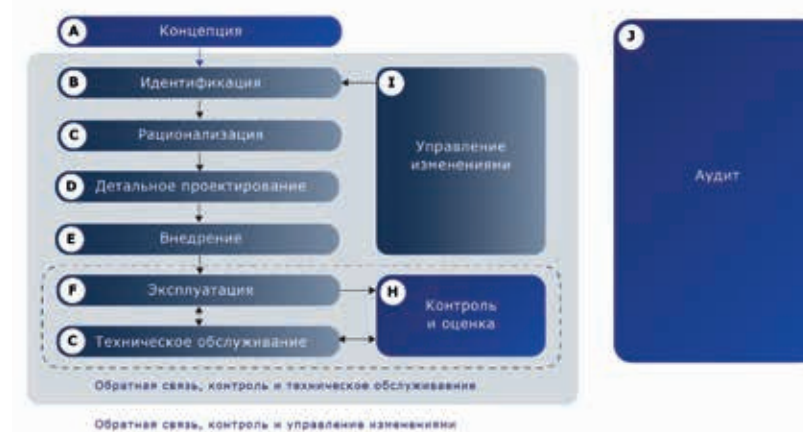 A Концепция
B Идентификация
C Рационализация
D Детальное проектирование
E Внедрение
F Эксплуатация
C Техническое обслуживание
I
Управление
изменениями
H
Контроль
и оценка
Обратная связь, контроль и техническое обслуживавние
Обратная связь, контроль и управление изменениями
J
Аудит